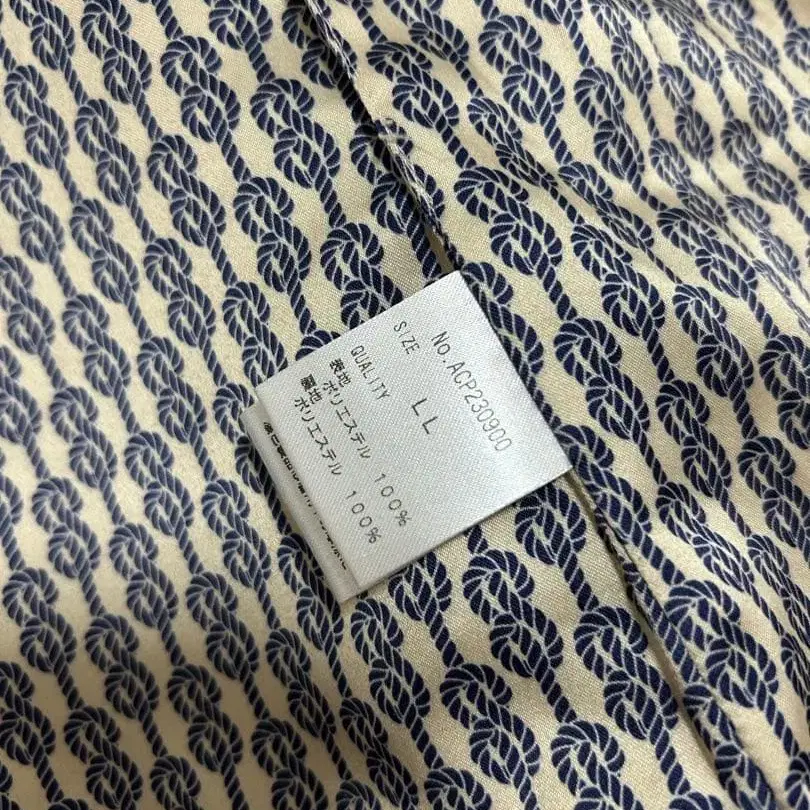 No.ACP230900
SIZE LL
QUALITY
表地
ポリエステル 100%
裏地
ポリエステル 100%